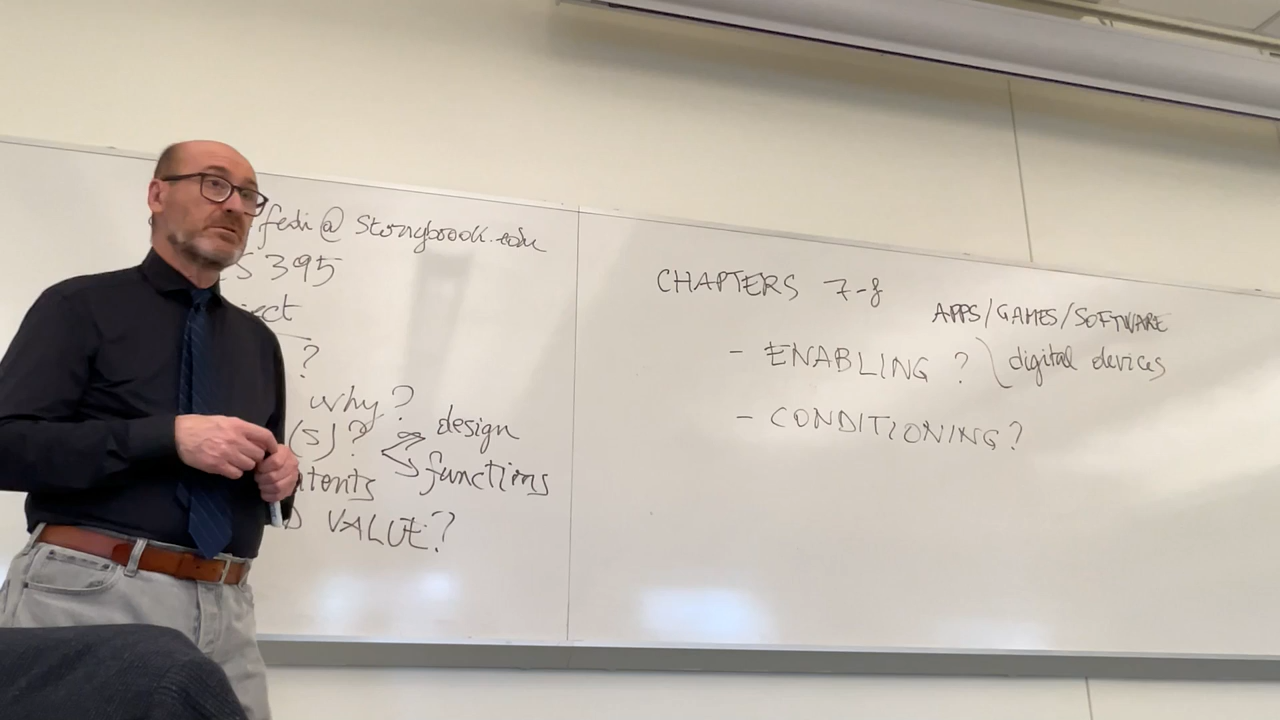 fedi@stonybrook.edu
S 395
ect
?
why?
(s)? design
functions
tents
D VALUE?
CHAPTERS 7-8
APPS/GAMES/SOFTWARE
- ENABLING ? digital devices
- CONDITIONING?